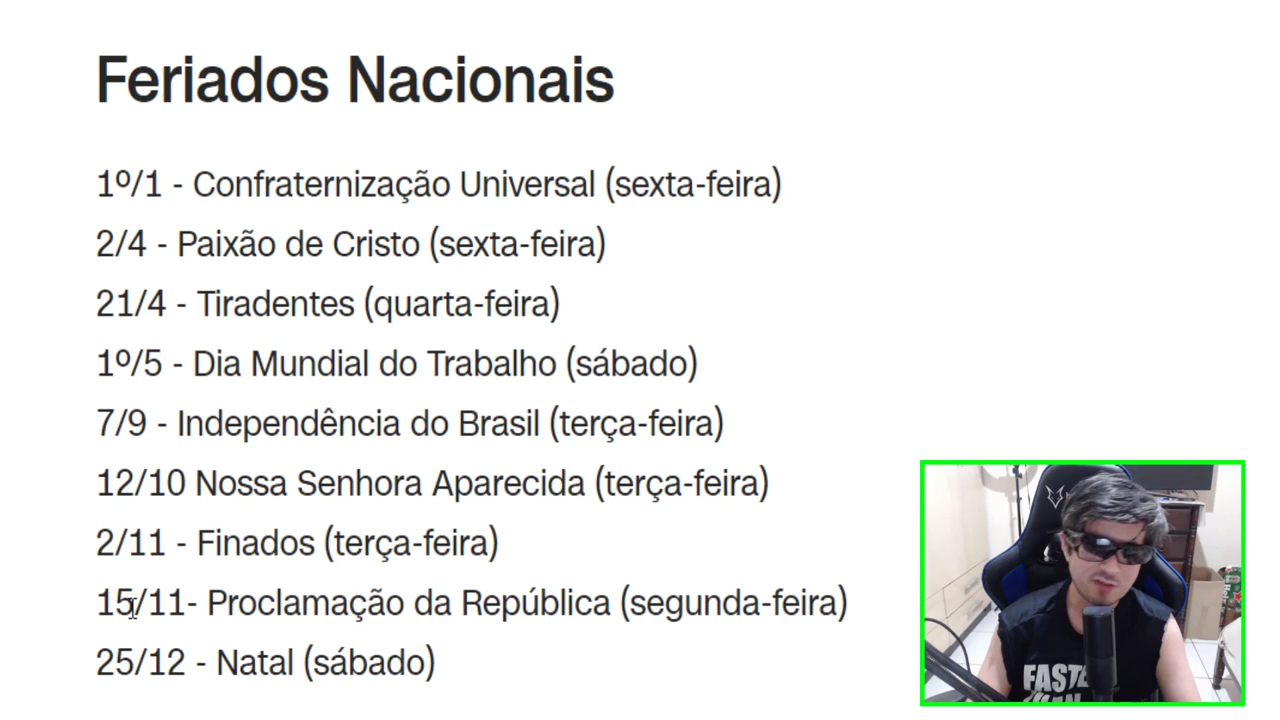 Feriados Nacionais
1º/1 - Confraternização Universal (sexta-feira)
2/4 - Paixão de Cristo (sexta-feira)
21/4 - Tiradentes (quarta-feira)
1º/5 - Dia Mundial do Trabalho (sábado)
7/9 - Independência do Brasil (terça-feira)
12/10 Nossa Senhora Aparecida (terça-feira)
2/11 - Finados (terça-feira)
15/11- Proclamação da República (segunda-feira)
25/12 - Natal (sábado)